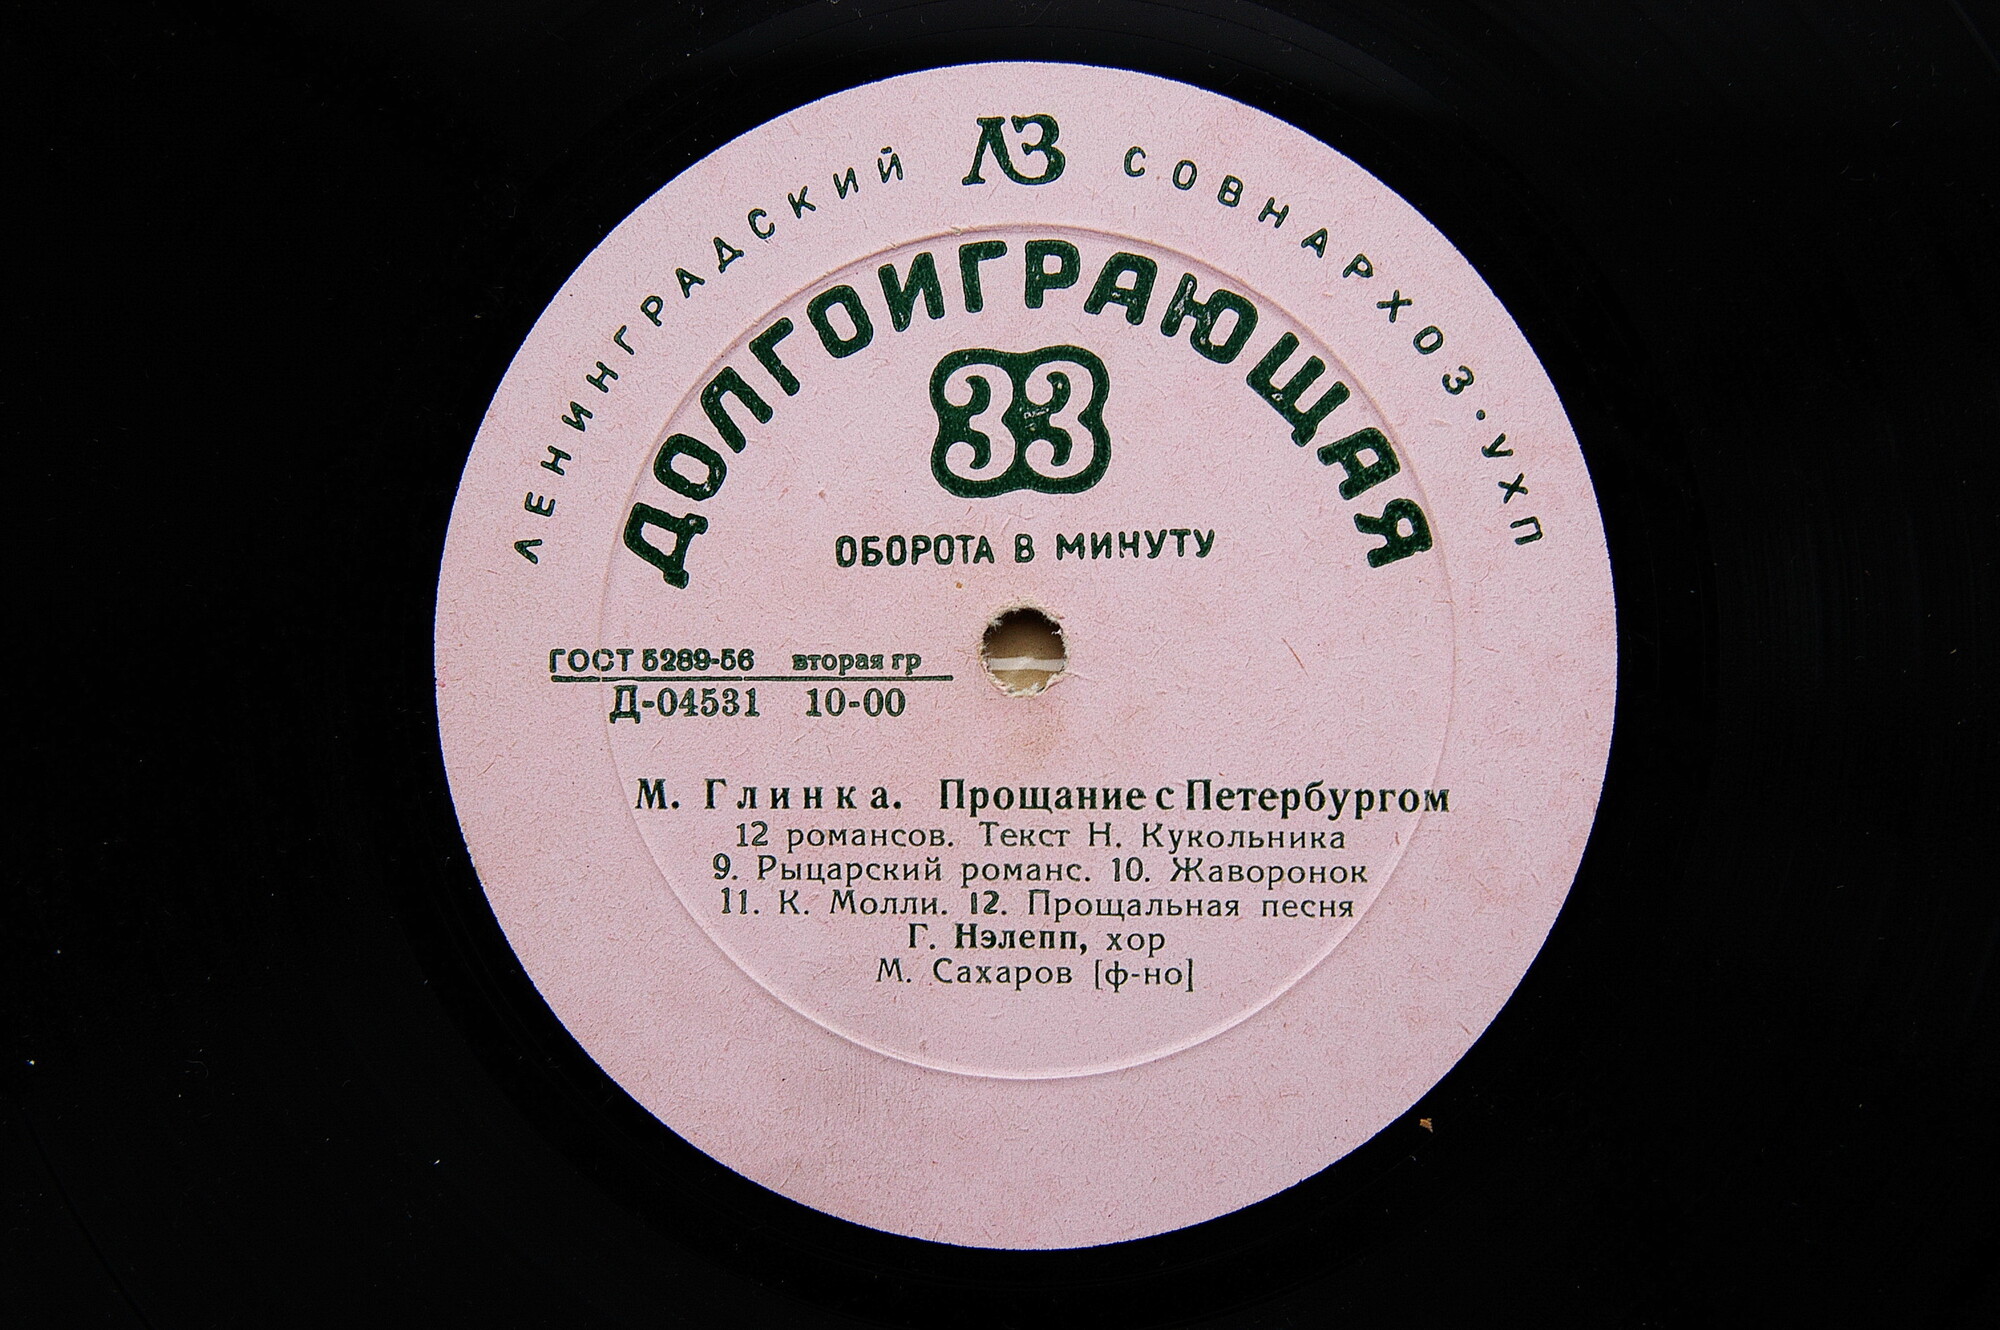 ЛЕНИНГРАДСКИЙ ЛЗ СОВНАРХОЗ · УХП
ДОЛГОИГРАЮЩАЯ
33
ОБОРОТА В МИНУТУ
ГОСТ 5289-56 вторая гр
Д-04531 10-00
М. Глинка. Прощание с Петербургом
12 романсов. Текст Н. Кукольника
9. Рыцарский романс. 10. Жаворонок
11. К. Молли. 12. Прощальная песня
Г. Нэлепп, хор
М. Сахаров [ф-но]